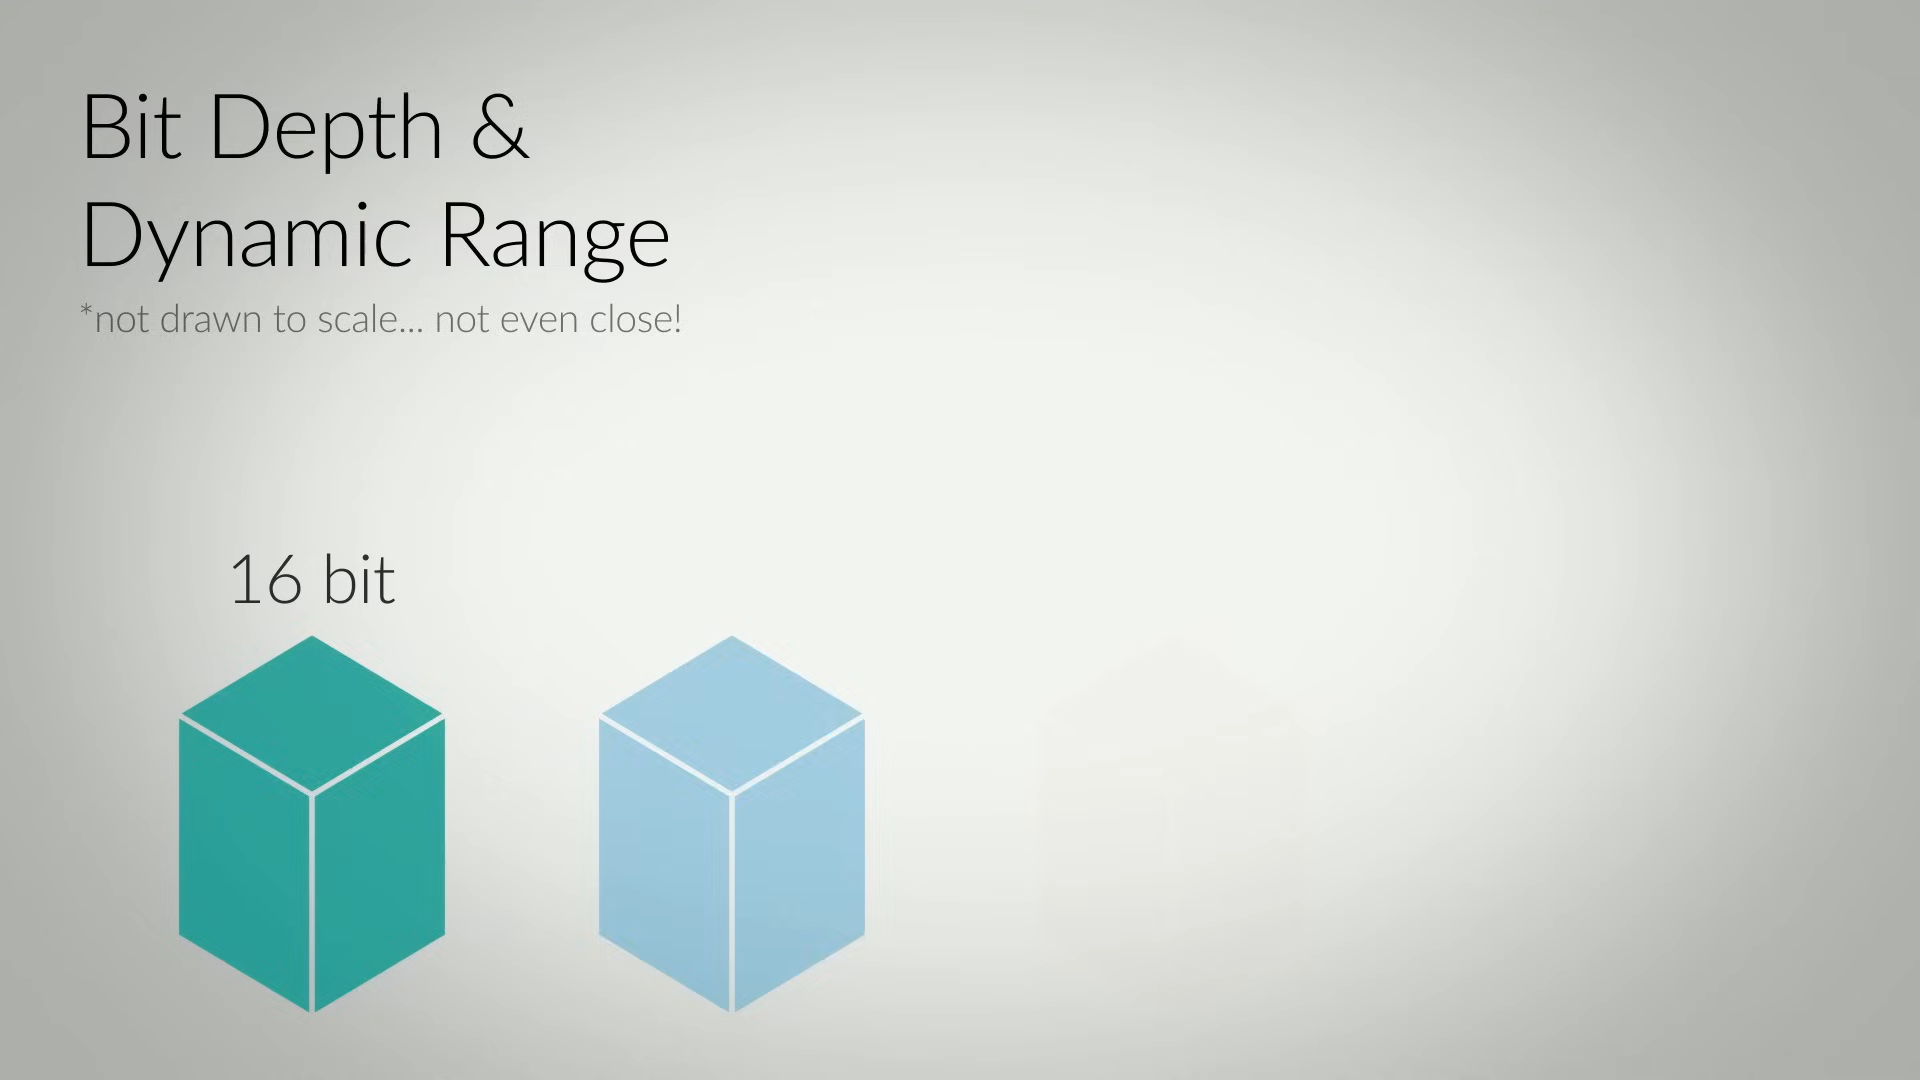 Bit Depth &
Dynamic Range
*not drawn to scale... not even close!
16 bit